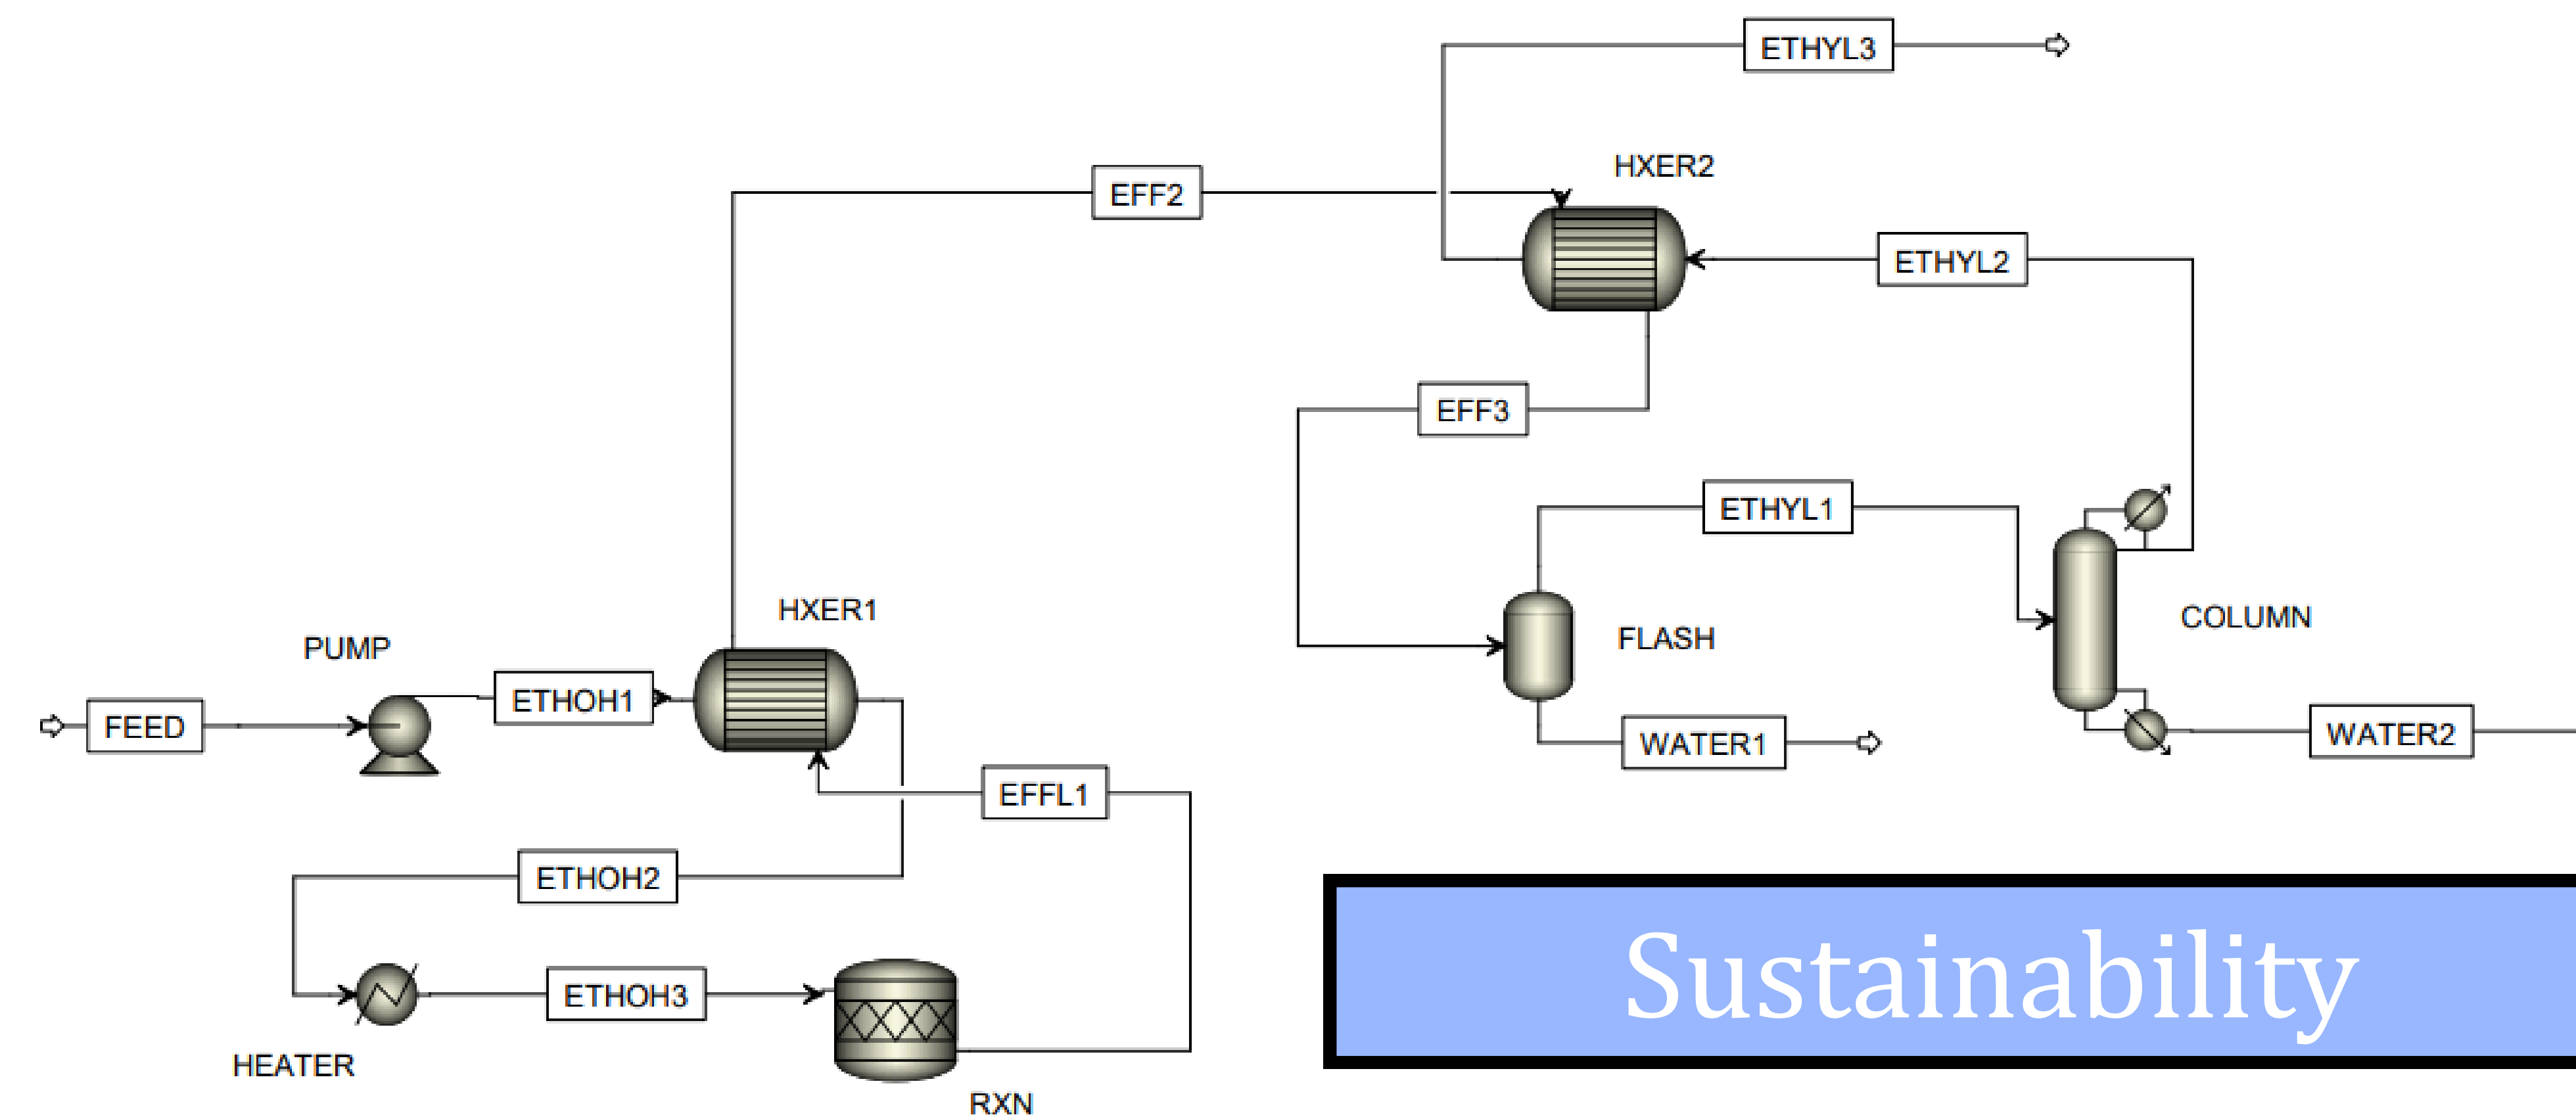 ETHYL3
HXER2
EFF2
ETHYL2
EFF3
ETHYL1
HXER1
COLUMN
FLASH
PUMP
ETHOH1
FEED
WATER1
WATER2
EFFL1
ETHOH2
ETHOH3
HEATER
RXN
Sustainability